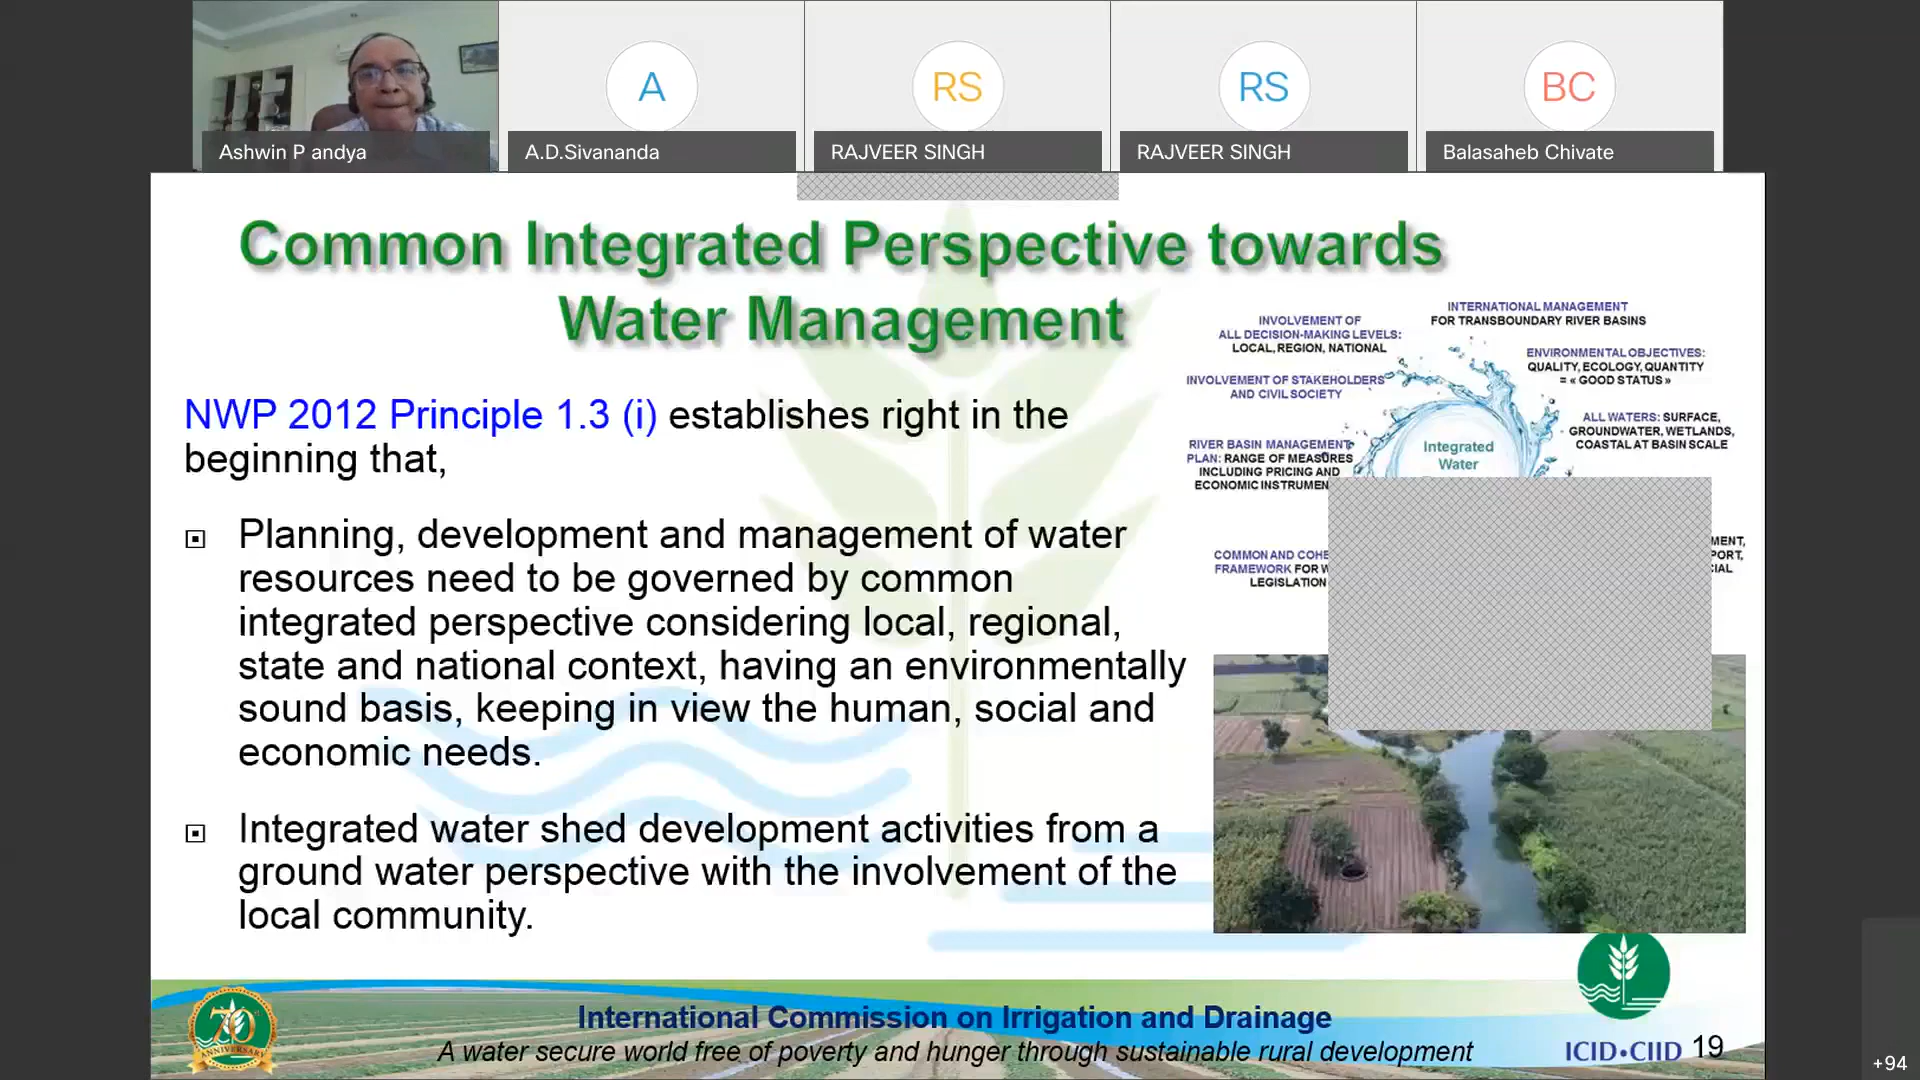 Ashwin P andya
A
A.D.Sivananda
RS
RAJVEER SINGH
RS
RAJVEER SINGH
BC
Balasaheb Chivate
Common Integrated Perspective towards
Water Management
NWP 2012 Principle 1.3 (i) establishes right in the
beginning that,
Planning, development and management of water
resources need to be governed by common
integrated perspective considering local, regional,
state and national context, having an environmentally
sound basis, keeping in view the human, social and
economic needs.
Integrated water shed development activities from a
ground water perspective with the involvement of the
local community.
INVOLVEMENT OF
ALL DECISION-MAKING LEVELS:
LOCAL, REGION, NATIONAL
INTERNATIONAL MANAGEMENT
FOR TRANSBOUNDARY RIVER BASINS
INVOLVEMENT OF STAKEHOLDERS
AND CIVIL SOCIETY
ENVIRONMENTAL OBJECTIVES:
QUALITY, ECOLOGY, QUANTITY
= « GOOD STATUS »
RIVER BASIN MANAGEMENT
PLAN: RANGE OF MEASURES
INCLUDING PRICING AND
ECONOMIC
ALL WATERS: SURFACE,
GROUNDWATER, WETLANDS,
COASTAL AT BASIN SCALE
Integrated
Water
COMMON AND
FRAMEWORK FOR
LEGISLATION
70
ANNIVERSARY
International Commission on Irrigation and Drainage
A water secure world free of poverty and hunger through sustainable rural development
ICID•CIID 19
+94